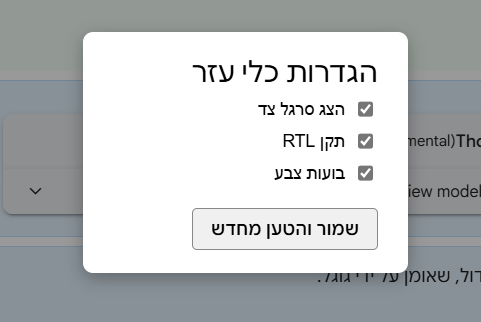 הגדרות כלי עזר
הצג סרגל צד
תקן RTL
בועות צבע
שמור והטען מחדש
mental)Tho
iew model
דול, שאומן על ידי גוגל.